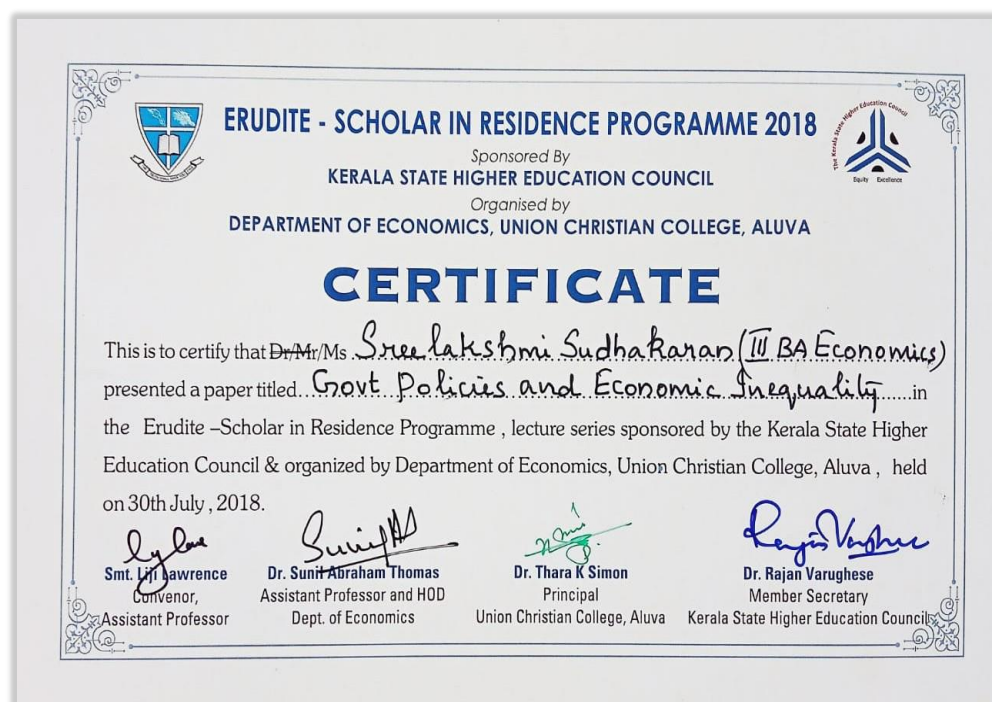 ERUDITE - SCHOLAR IN RESIDENCE PROGRAMME 2018
The Kerala State Higher Education Council
Equity Excellence
Sponsored By
KERALA STATE HIGHER EDUCATION COUNCIL
Organised by
DEPARTMENT OF ECONOMICS, UNION CHRISTIAN COLLEGE, ALUVA
CERTIFICATE
This is to certify that Dr/Mr/Ms . Sreelakshmi Sudhakaran (III BA Economics)
presented a paper titled... Govt Policies and Economic Inequality ......in
the Erudite –Scholar in Residence Programme , lecture series sponsored by the Kerala State Higher
Education Council & organized by Department of Economics, Union Christian College, Aluva , held
on 30th July , 2018.
Smt. Liji Lawrence
Convenor,
Assistant Professor
Dr. Sunil Abraham Thomas
Assistant Professor and HOD
Dept. of Economics
Dr. Thara K Simon
Principal
Union Christian College, Aluva
Rajan Varughese
Dr. Rajan Varughese
Member Secretary
Kerala State Higher Education Council